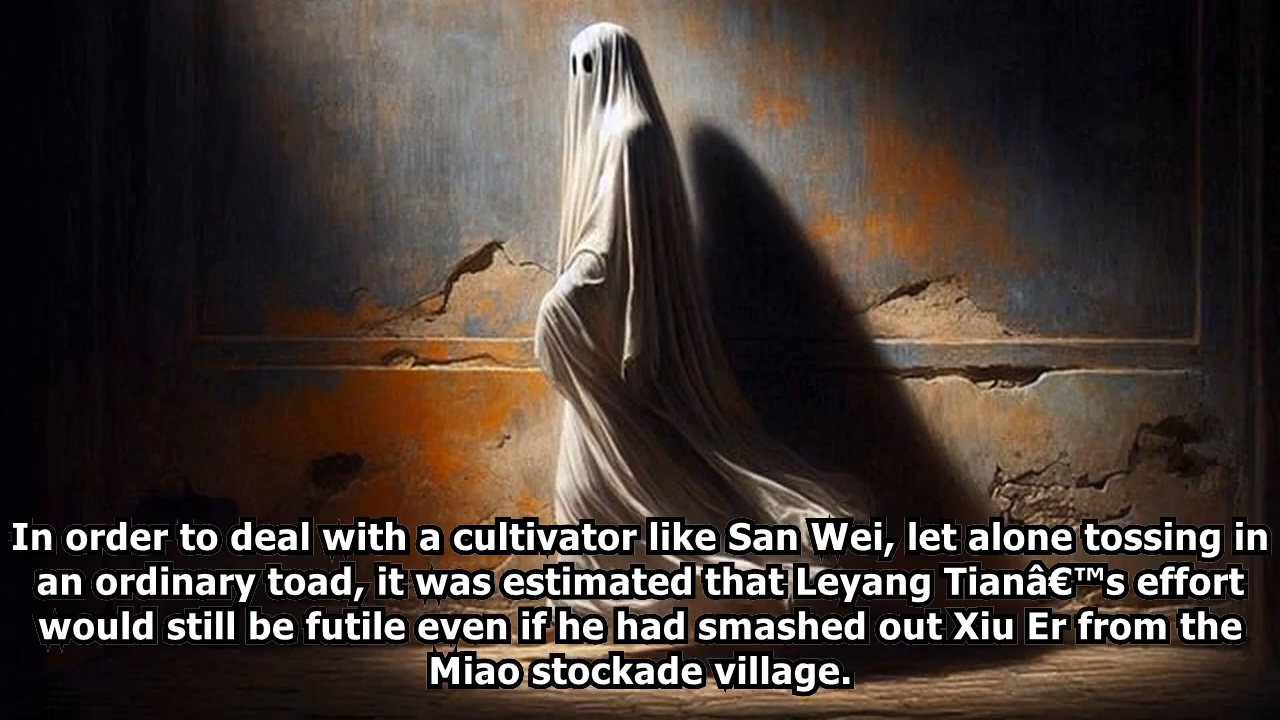 In order to deal with a cultivator like San Wei, let alone tossing in
an ordinary toad, it was estimated that Leyang Tianâ€™s effort
would still be futile even if he had smashed out Xiu Er from the
Miao stockade village.